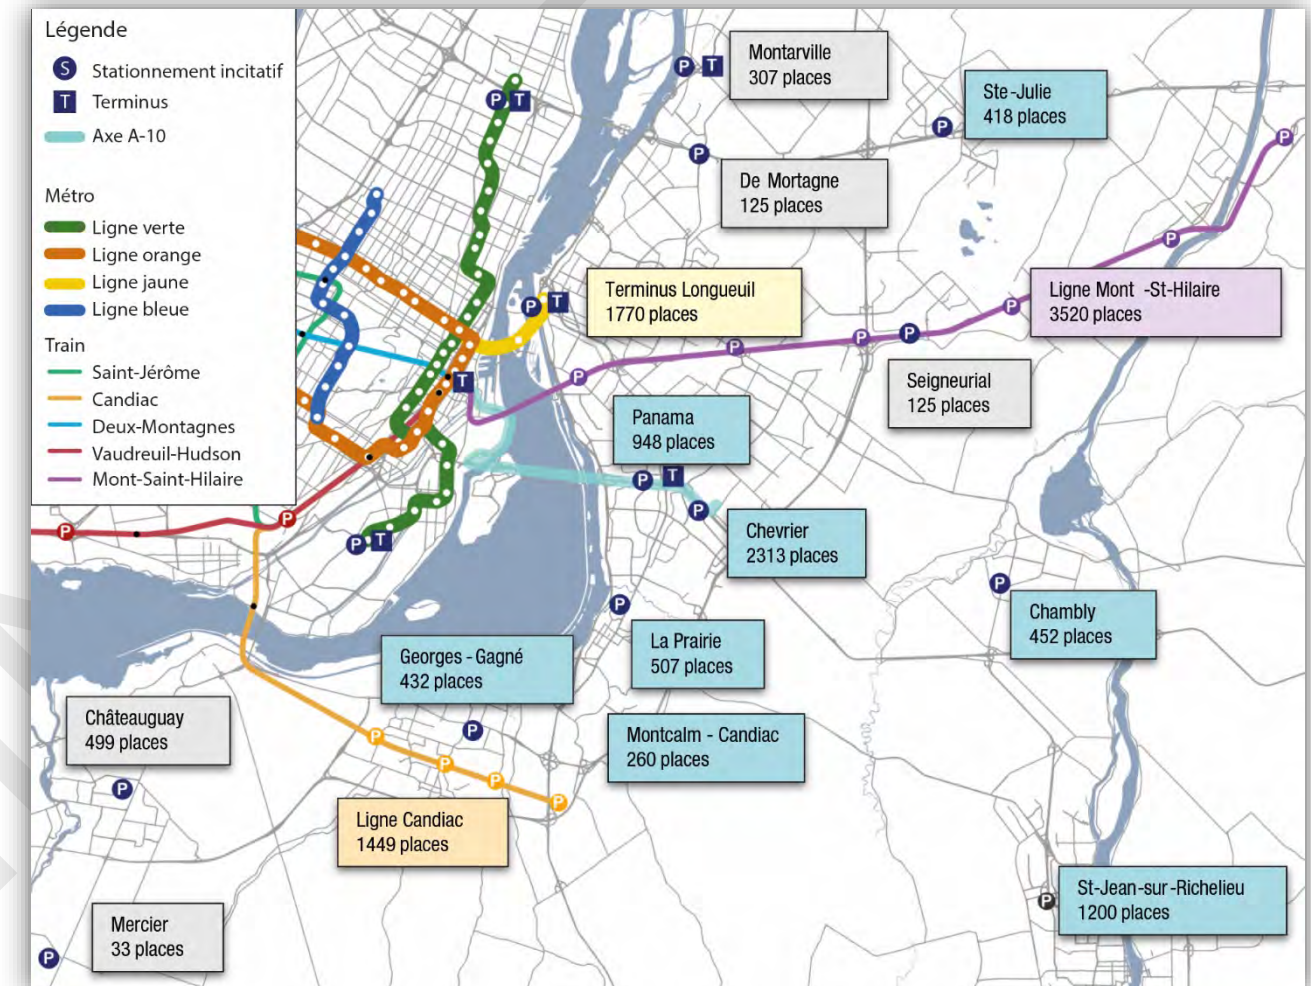 Légende
S Stationnement incitatif
T Terminus
Axe A-10
Métro
Ligne verte
Ligne orange
Ligne jaune
Ligne bleue
Train
Saint-Jérôme
Candiac
Deux-Montagnes
Vaudreuil-Hudson
Mont-Saint-Hilaire
P T
Montarville
307 places
Ste-Julie
418 places
P T
P
P
P
De Mortagne
125 places
P
Terminus Longueuil
1770 places
Ligne Mont -St-Hilaire
3520 places
P T
P
P
P
P
T
P
Seigneurial
125 places
Panama
948 places
P T
P
Chevrier
2313 places
P
P
P T
P
Chambly
452 places
P
La Prairie
507 places
Georges - Gagné
432 places
Châteauguay
499 places
P
P
P
P
P
Montcalm - Candiac
260 places
P
Ligne Candiac
1449 places
St-Jean-sur-Richelieu
1200 places
P
Mercier
33 places
P